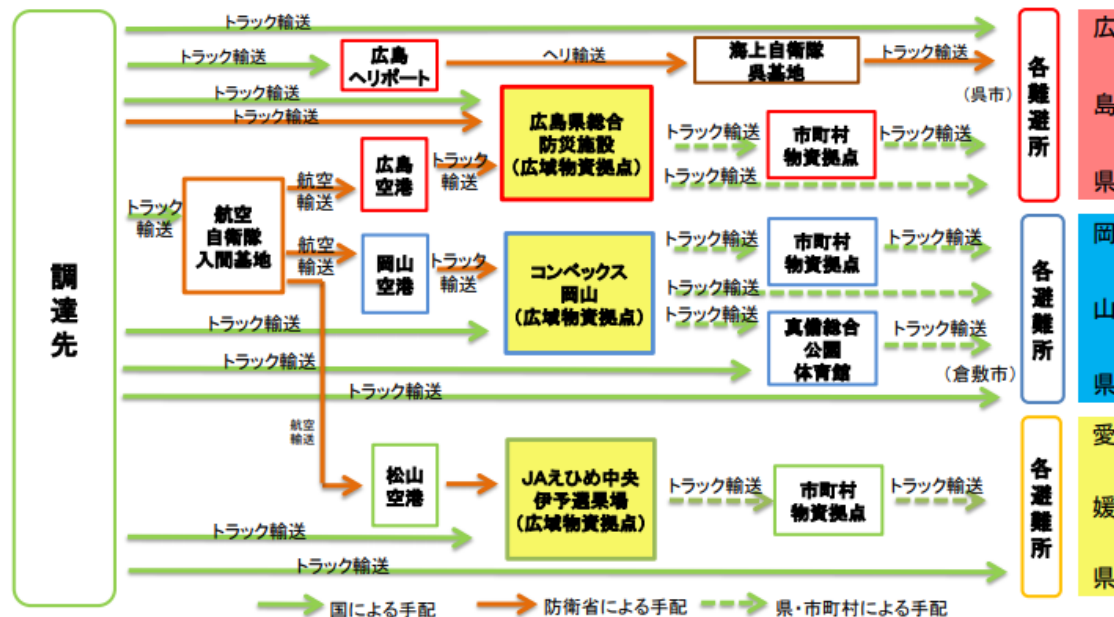 トラック輸送
トラック輸送
広島
ヘリポート
ヘリ輸送
海上自衛隊
呉基地
トラック輸送
(呉市)
各難避所
広島県
トラック輸送
トラック輸送
広島県総合
防災施設
(広域物資拠点)
トラック輸送
市町村
物資拠点
トラック輸送
トラック輸送
調達先
トラック
輸送
航空
自衛隊
入間基地
航空
輸送
広島
空港
トラック
輸送
航空
輸送
岡山
空港
トラック
輸送
コンベックス
岡山
(広域物資拠点)
トラック輸送
市町村
物資拠点
トラック輸送
トラック輸送
トラック輸送
真備総合
公園
体育館
トラック輸送
(倉敷市)
各避難所
岡山県
トラック輸送
トラック輸送
トラック輸送
航空
輸送
松山
空港
JAえひめ中央
伊予選果場
(広域物資拠点)
トラック輸送
市町村
物資拠点
トラック輸送
各避難所
愛媛県
トラック輸送
トラック輸送
国による手配
防衛省による手配
県・市町村による手配